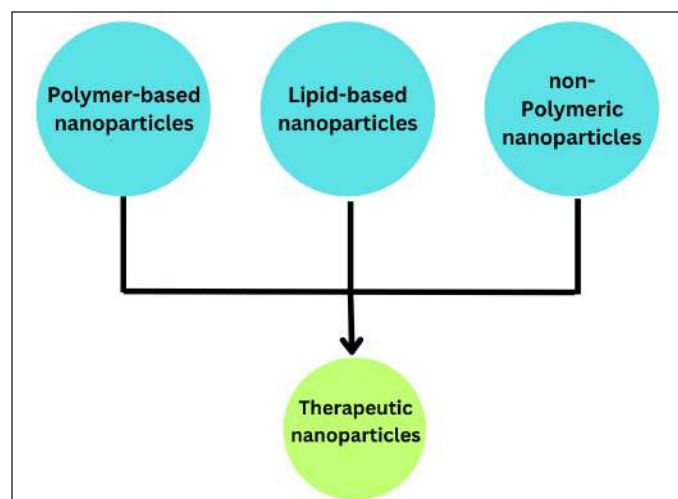 Polymer-based
nanoparticles
Lipid-based
nanoparticles
non-
Polymeric
nanoparticles
Therapeutic
nanoparticles